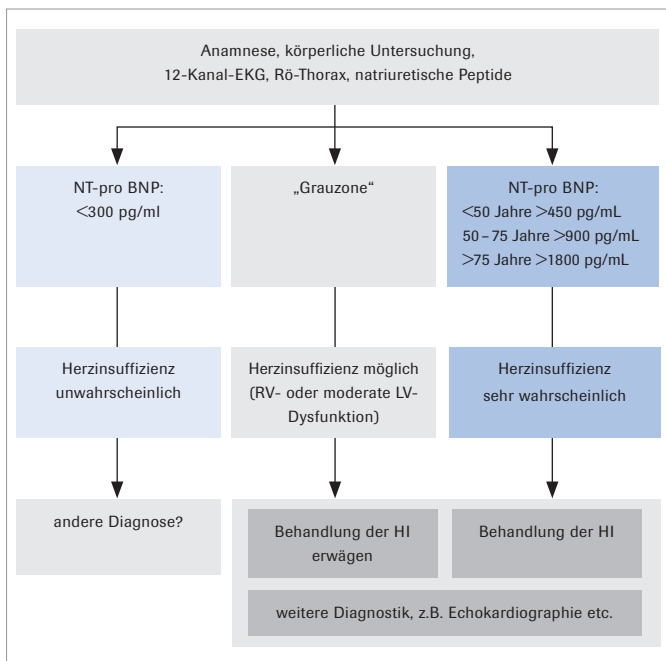 Anamnese, körperliche Untersuchung,
12-Kanal-EKG, Rö-Thorax, natriuretische Peptide
NT-pro BNP:
<300 pg/ml
„Grauzone“
NT-pro BNP:
<50 Jahre >450 pg/mL
50–75 Jahre >900 pg/mL
>75 Jahre >1800 pg/mL
Herzinsuffizienz
unwahrscheinlich
Herzinsuffizienz möglich
(RV- oder moderate LV-
Dysfunktion)
Herzinsuffizienz
sehr wahrscheinlich
andere Diagnose?
Behandlung der HI
erwägen
Behandlung der HI
weitere Diagnostik, z.B. Echokardiographie etc.